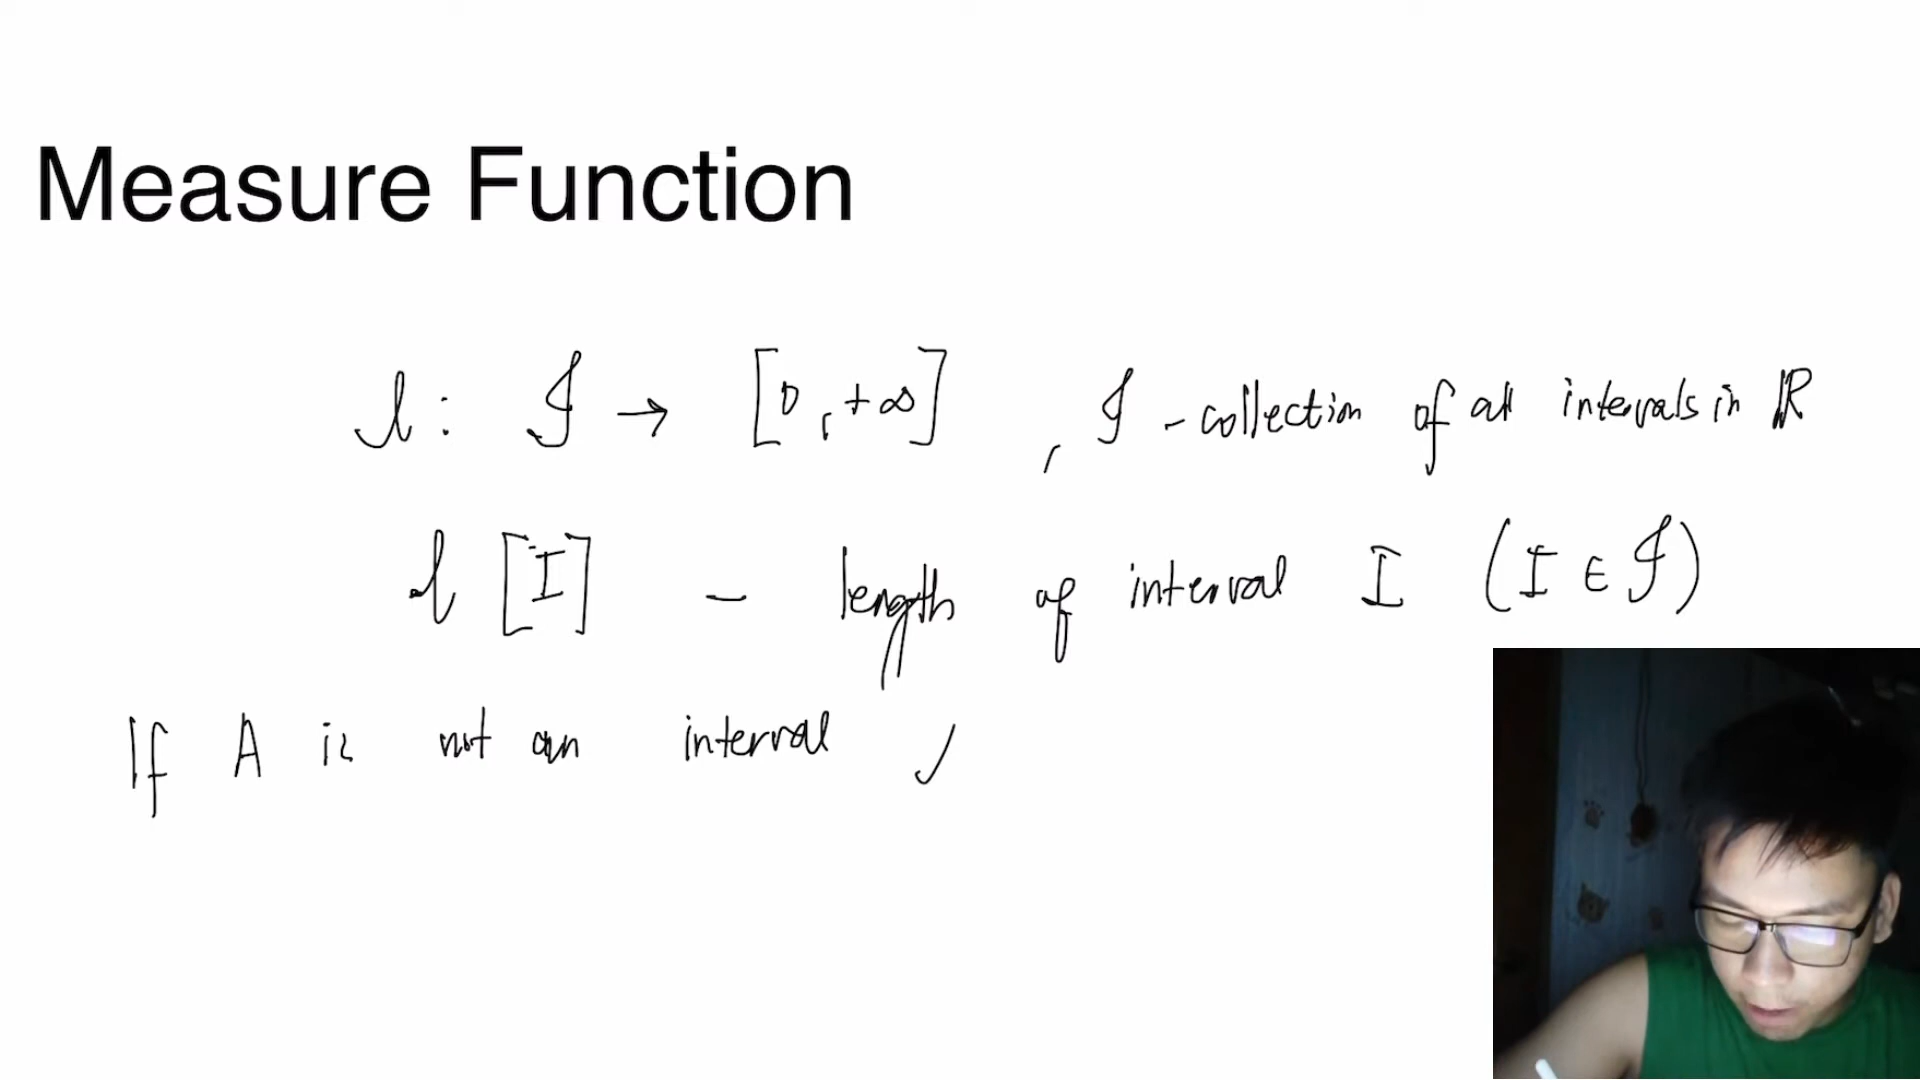 Measure Function
l: ℐ → [0, +∞] , ℐ - collection of all intervals in ℝ
l [I] - length of interval I (I ∈ ℐ)
If A is not an interval ,